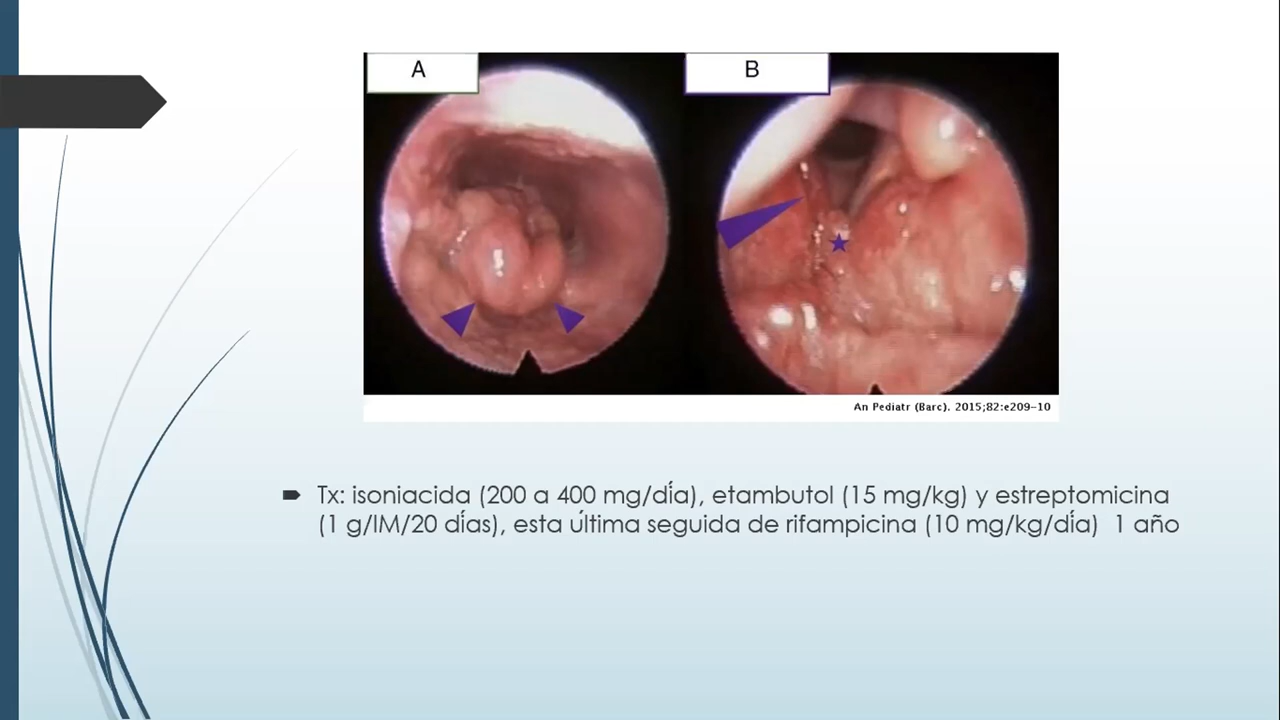 A
B
An Pediatr (Barc). 2015;82:e209-10
Tx: isoniacida (200 a 400 mg/día), etambutol (15 mg/kg) y estreptomicina
(1 g/IM/20 días), esta última seguida de rifampicina (10 mg/kg/día) 1 año